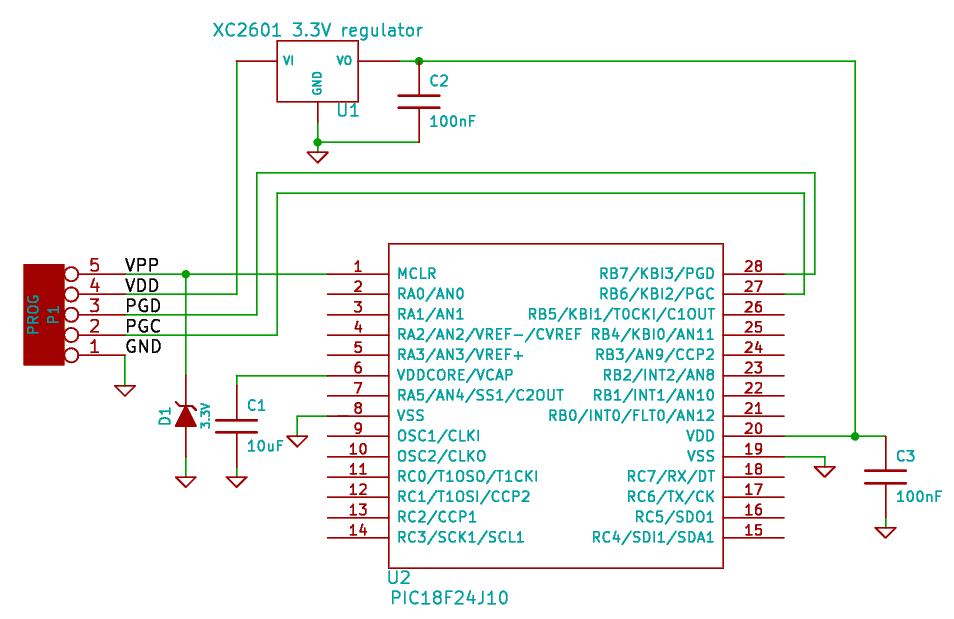 XC2601 3.3V regulator
VI VO
GND
U1
C2
100nF
PROG
P1
5 VPP
4 VDD
3 PGD
2 PGC
1 GND
D1
3.3V
C1
10uF
1 MCLR
2 RA0/AN0
3 RA1/AN1
4 RA2/AN2/VREF-/CVREF
5 RA3/AN3/VREF+
6 VDDCORE/VCAP
7 RA5/AN4/SS1/C2OUT
8 VSS
9 OSC1/CLKI
10 OSC2/CLKO
11 RC0/T1OSO/T1CKI
12 RC1/T1OSI/CCP2
13 RC2/CCP1
14 RC3/SCK1/SCL1
RB7/KBI3/PGD 28
RB6/KBI2/PGC 27
RB5/KBI1/T0CKI/C1OUT 26
RB4/KBI0/AN11 25
RB3/AN9/CCP2 24
RB2/INT2/AN8 23
RB1/INT1/AN10 22
RB0/INT0/FLT0/AN12 21
VDD 20
VSS 19
RC7/RX/DT 18
RC6/TX/CK 17
RC5/SDO1 16
RC4/SDI1/SDA1 15
C3
100nF
U2
PIC18F24J10